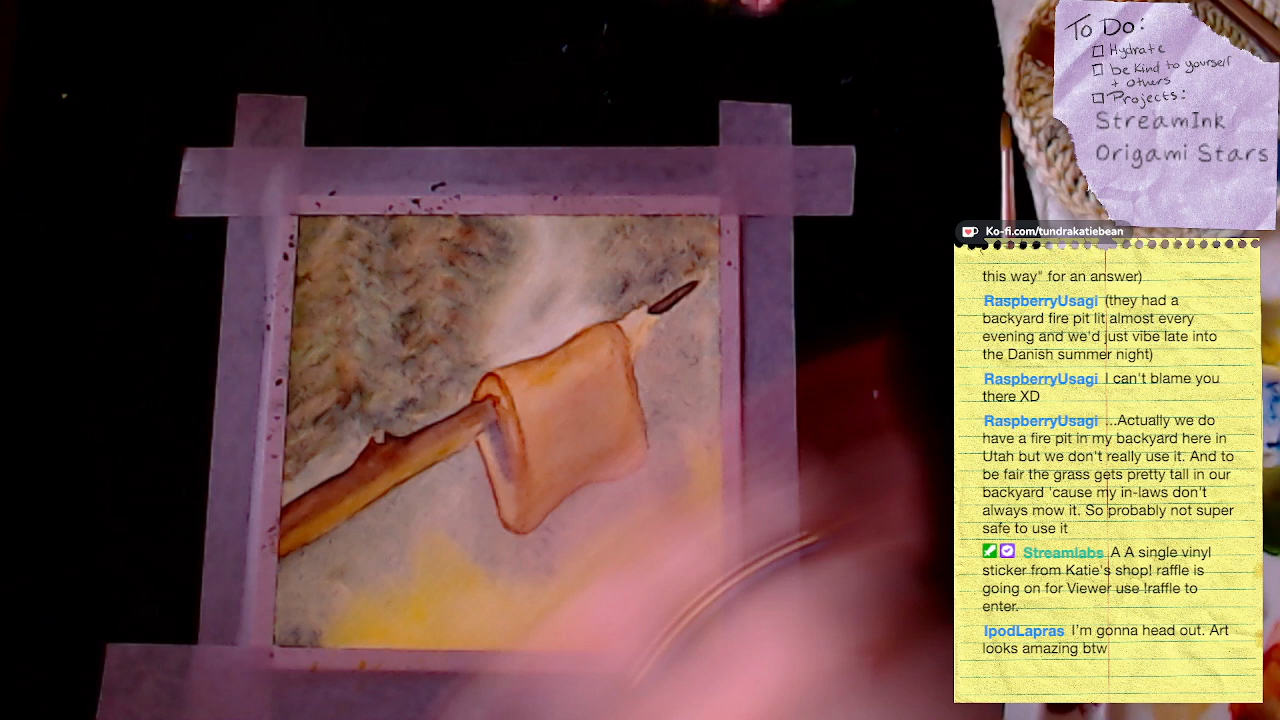 To Do:
Hydrate
be kind to yourself
+ others
Projects:
StreamInk
Origami Stars
Ko-fi.com/tundrakatiebean
this way" for an answer)
RaspberryUsagi (they had a
backyard fire pit lit almost every
evening and we'd just vibe late into
the Danish summer night)
RaspberryUsagi I can't blame you
there XD
RaspberryUsagi ...Actually we do
have a fire pit in my backyard here in
Utah but we don't really use it. And to
be fair the grass gets pretty tall in our
backyard 'cause my in-laws don't
always mow it. So probably not super
safe to use it
Streamlabs A A single vinyl
sticker from Katie's shop! raffle is
going on for Viewer use !raffle to
enter.
IpodLapras I'm gonna head out. Art
looks amazing btw